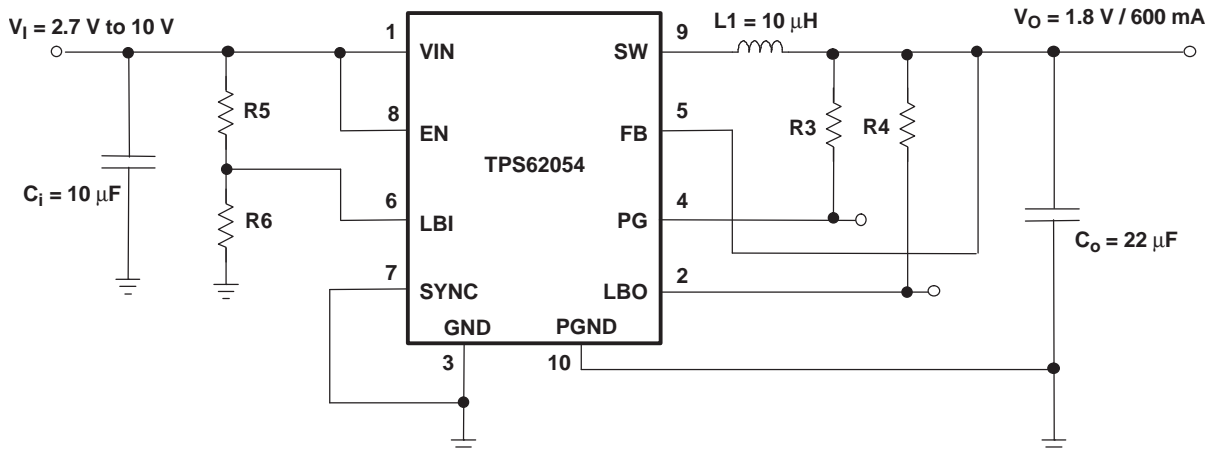 V_I = 2.7 V to 10 V
L1 = 10 μH
V_O = 1.8 V / 600 mA
1
VIN
SW
9
R5
8
EN
FB
5
R3
R4
TPS62054
C_i = 10 μF
R6
6
LBI
PG
4
C_o = 22 μF
7
SYNC
LBO
2
GND
PGND
3
10